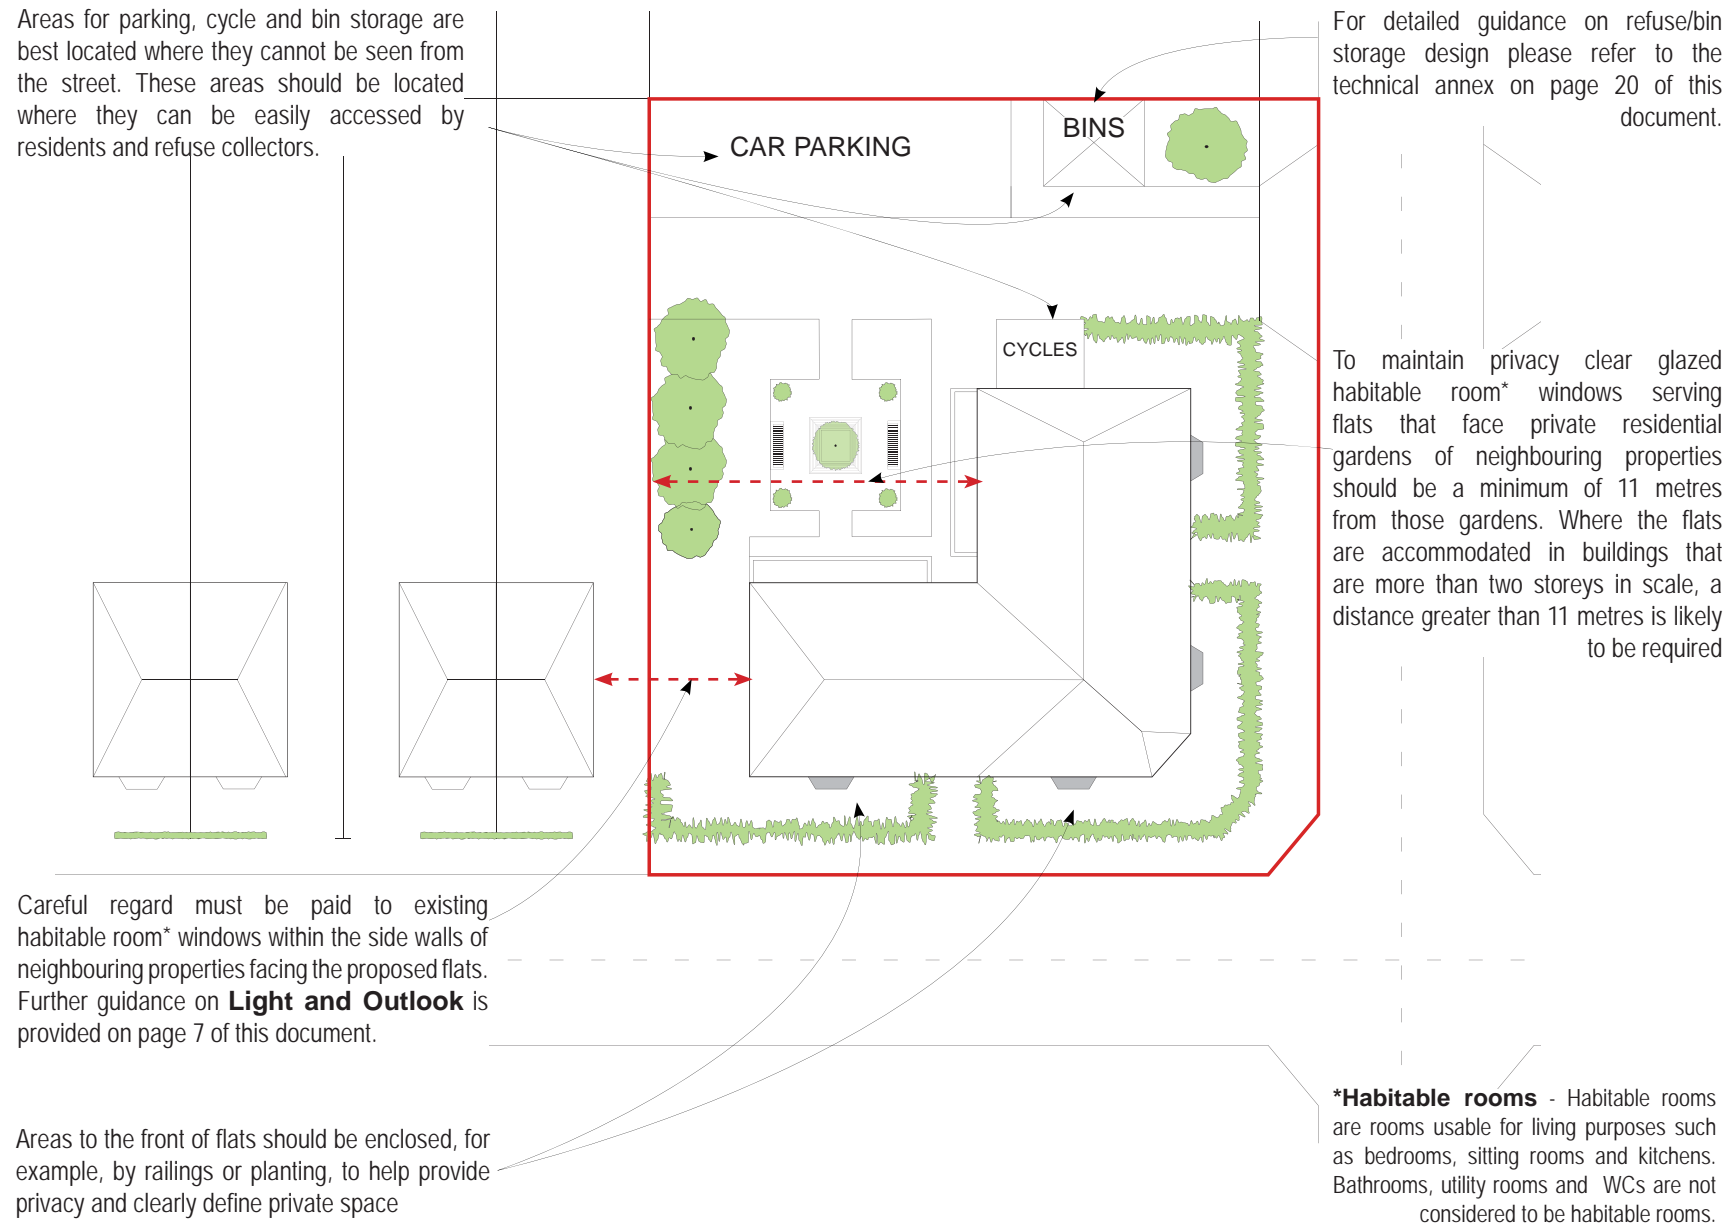 Areas for parking, cycle and bin storage are
best located where they cannot be seen from
the street. These areas should be located
where they can be easily accessed by
residents and refuse collectors.
For detailed guidance on refuse/bin
storage design please refer to the
technical annex on page 20 of this
document.
CAR PARKING
BINS
CYCLES
To maintain privacy clear glazed
habitable room* windows serving
flats that face private residential
gardens of neighbouring properties
should be a minimum of 11 metres
from those gardens. Where the flats
are accommodated in buildings that
are more than two storeys in scale, a
distance greater than 11 metres is likely
to be required
Careful regard must be paid to existing
habitable room* windows within the side walls of
neighbouring properties facing the proposed flats.
Further guidance on Light and Outlook is
provided on page 7 of this document.
Areas to the front of flats should be enclosed, for
example, by railings or planting, to help provide
privacy and clearly define private space
*Habitable rooms - Habitable rooms
are rooms usable for living purposes such
as bedrooms, sitting rooms and kitchens.
Bathrooms, utility rooms and WCs are not
considered to be habitable rooms.